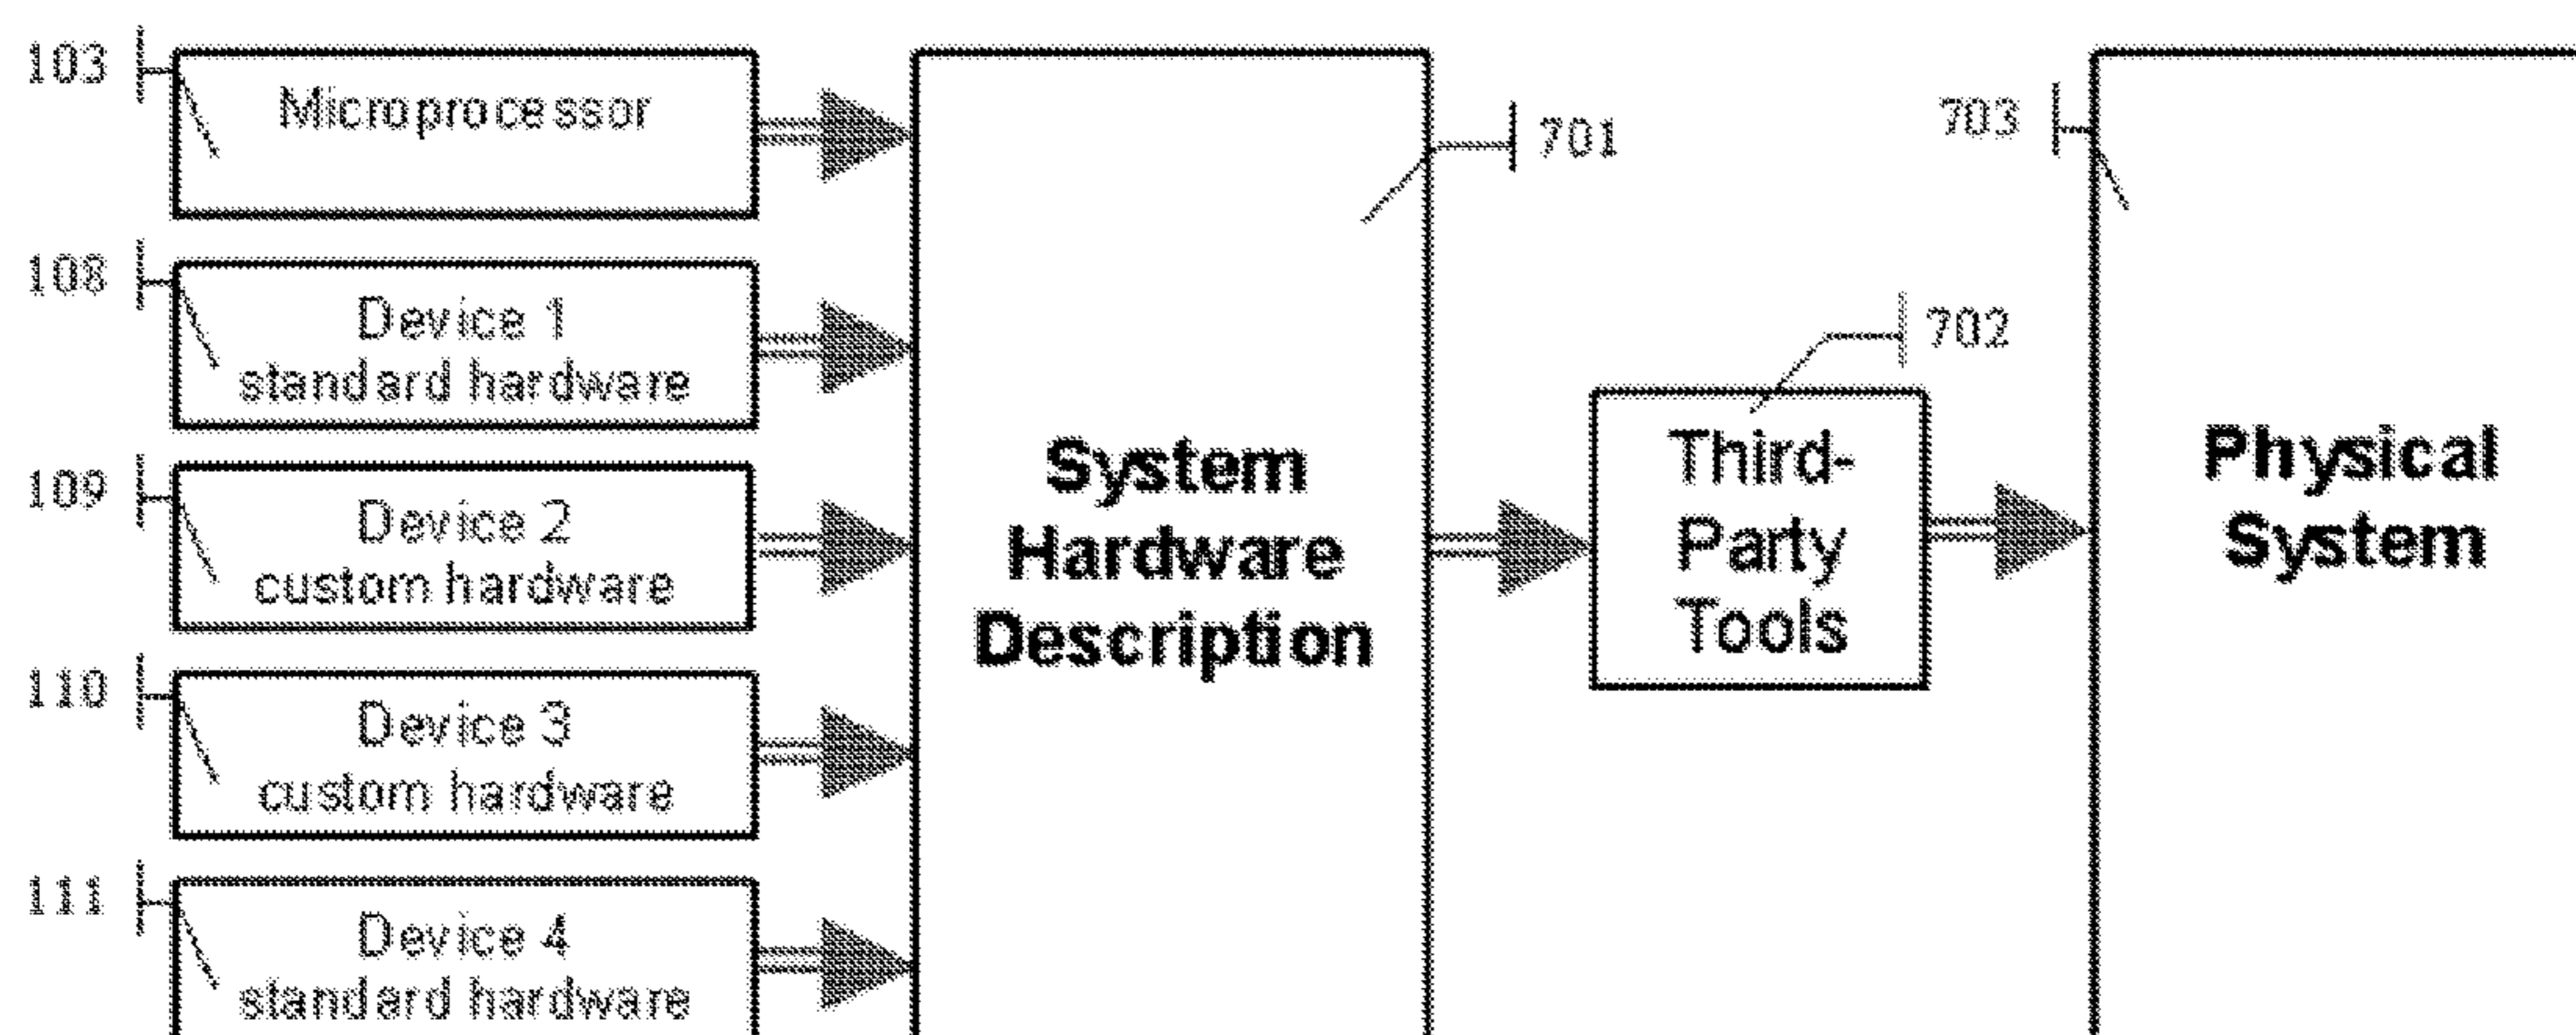 103
Microprocessor
108
Device 1
standard hardware
109
Device 2
custom hardware
110
Device 3
custom hardware
111
Device 4
standard hardware
701
System
Hardware
Description
702
Third-
Party
Tools
703
Physical
System